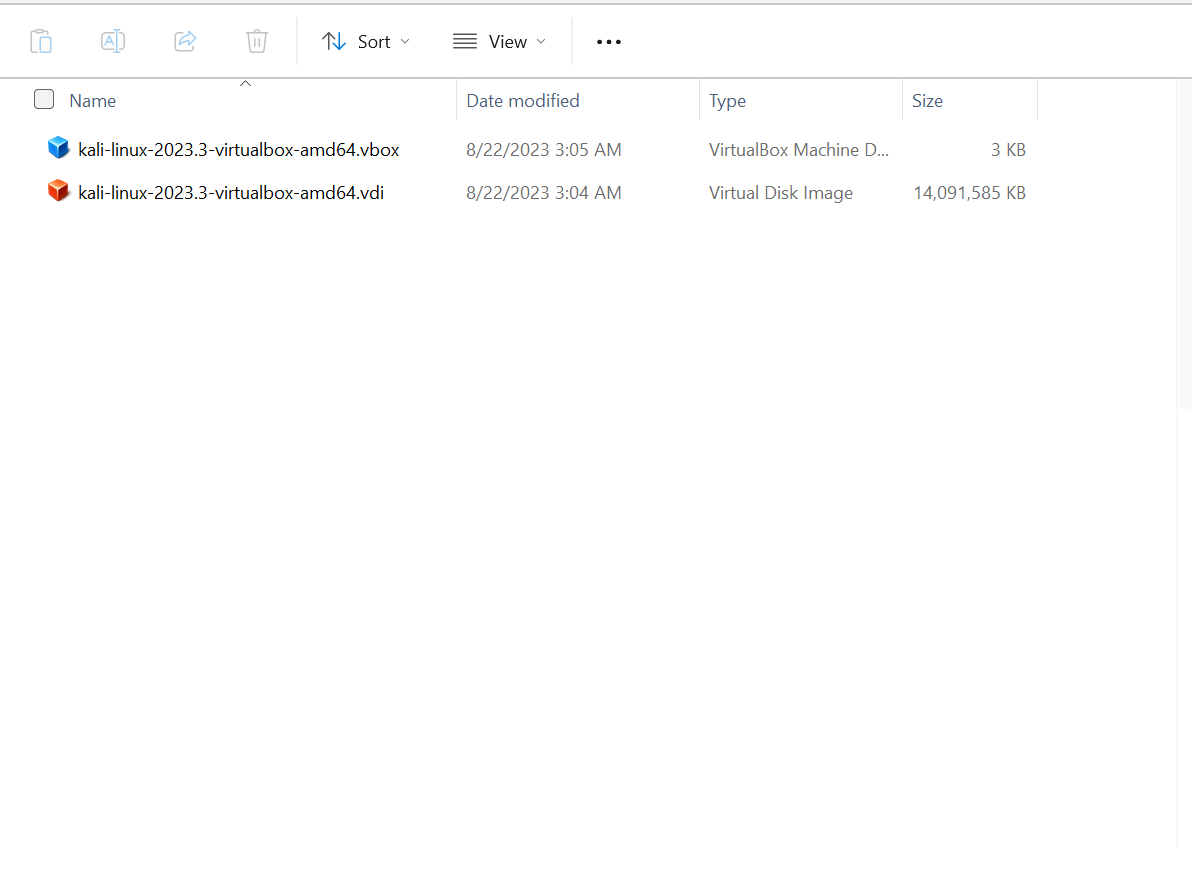 Sort View
Name Date modified Type Size
kali-linux-2023.3-virtualbox-amd64.vbox 8/22/2023 3:05 AM VirtualBox Machine D... 3 KB
kali-linux-2023.3-virtualbox-amd64.vdi 8/22/2023 3:04 AM Virtual Disk Image 14,091,585 KB